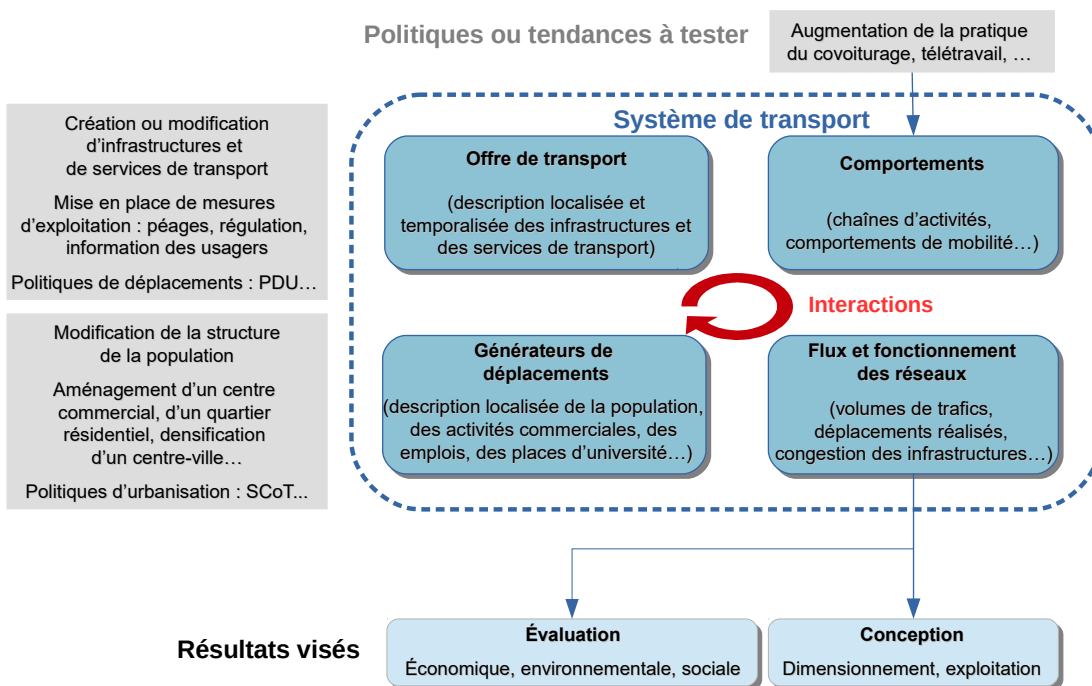 Politiques ou tendances à tester
Augmentation de la pratique
du covoiturage, télétravail, …
Création ou modification
d’infrastructures et
de services de transport
Mise en place de mesures
d’exploitation : péages, régulation,
information des usagers
Politiques de déplacements : PDU…
Modification de la structure
de la population
Aménagement d’un centre
commercial, d’un quartier
résidentiel, densification
d’un centre-ville…
Politiques d’urbanisation : SCoT...
Système de transport
Offre de transport
(description localisée et
temporalisée des infrastructures et
des services de transport)
Comportements
(chaînes d’activités,
comportements de mobilité…)
Interactions
Générateurs de
déplacements
(description localisée de la population,
des activités commerciales, des
emplois, des places d’université…)
Flux et fonctionnement
des réseaux
(volumes de trafics,
déplacements réalisés,
congestion des infrastructures…)
Résultats visés
Évaluation
Économique, environnementale, sociale
Conception
Dimensionnement, exploitation